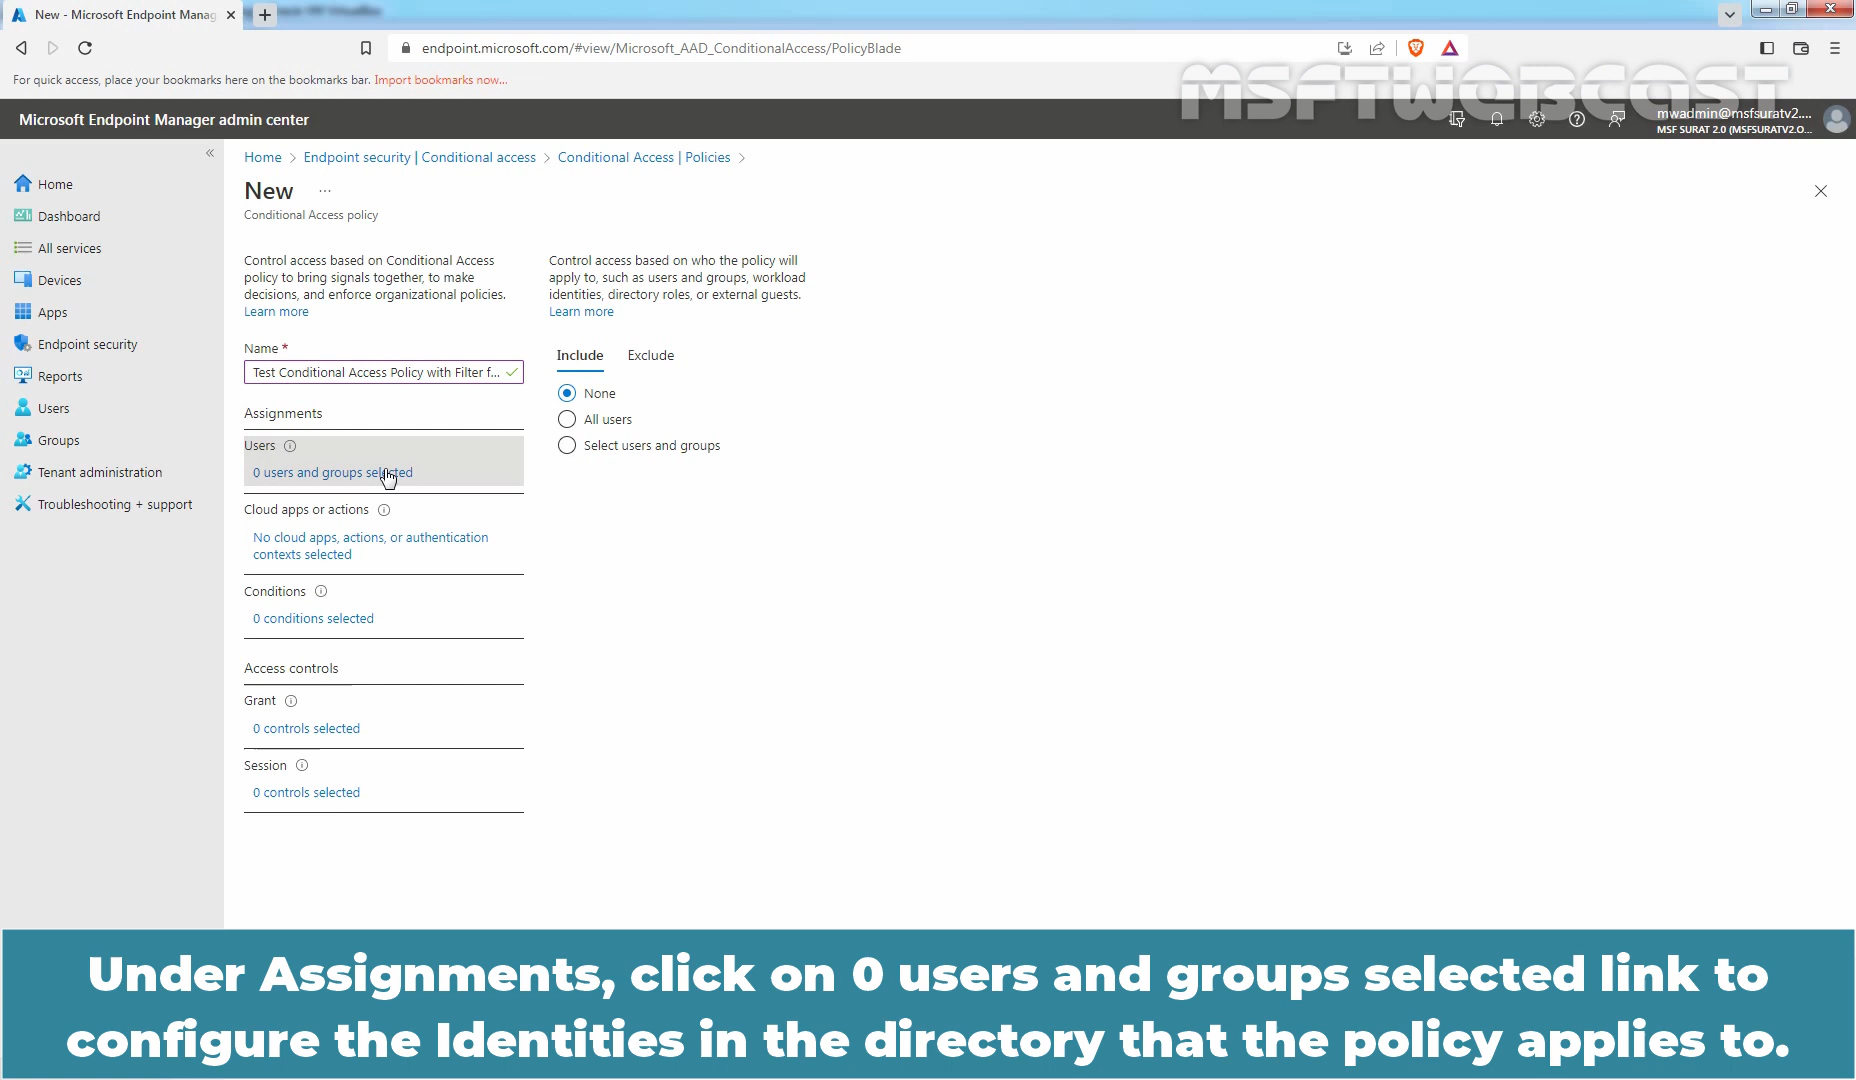 New - Microsoft Endpoint Manag
endpoint.microsoft.com/#view/Microsoft_AAD_ConditionalAccess/PolicyBlade
For quick access, place your bookmarks here on the bookmarks bar. Import bookmarks now...
MSFTWEBCAST
Microsoft Endpoint Manager admin center
mwadmin@msfsuratv2....
MSF SURAT 2.0 (MSFSURATV2.O...
Home
Dashboard
All services
Devices
Apps
Endpoint security
Reports
Users
Groups
Tenant administration
Troubleshooting + support
Home > Endpoint security | Conditional access > Conditional Access | Policies >
New ...
Conditional Access policy
Control access based on Conditional Access
policy to bring signals together, to make
decisions, and enforce organizational policies.
Learn more
Name *
Test Conditional Access Policy with Filter f...
Assignments
Users
0 users and groups selected
Cloud apps or actions
No cloud apps, actions, or authentication
contexts selected
Conditions
0 conditions selected
Access controls
Grant
0 controls selected
Session
0 controls selected
Control access based on who the policy will
apply to, such as users and groups, workload
identities, directory roles, or external guests.
Learn more
Include Exclude
None
All users
Select users and groups
Under Assignments, click on 0 users and groups selected link to
configure the Identities in the directory that the policy applies to.